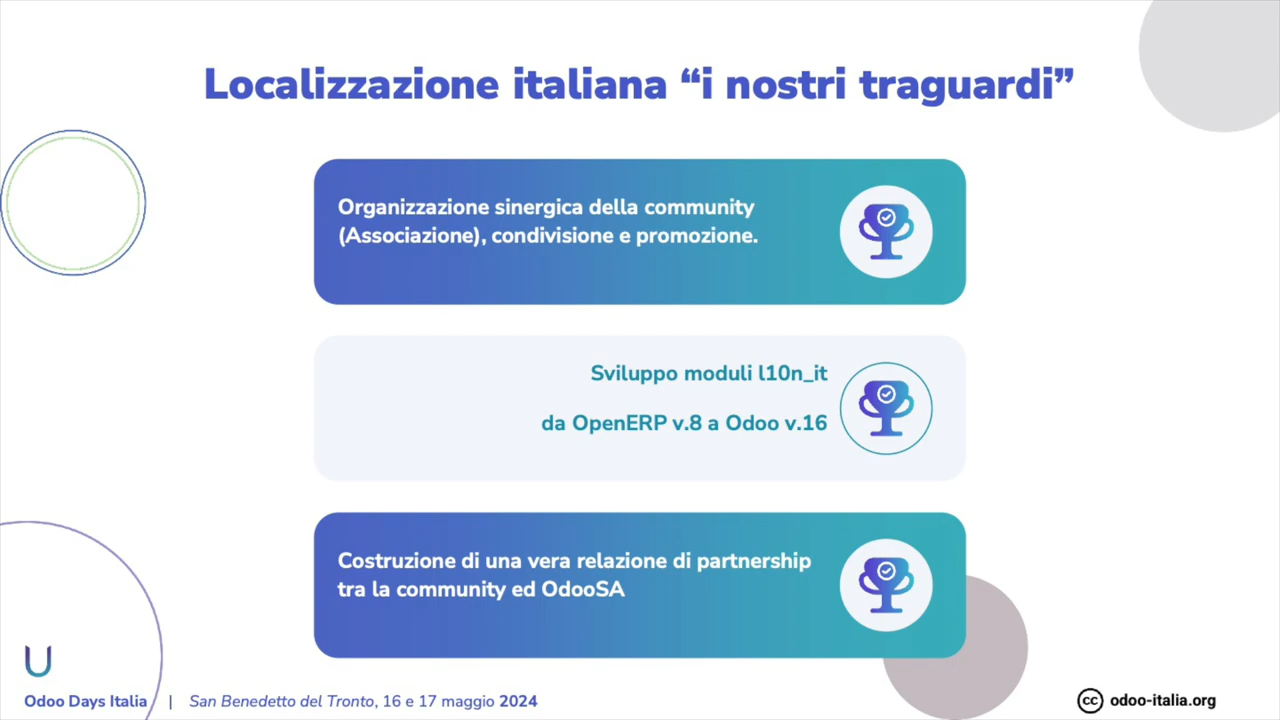 Localizzazione italiana “i nostri traguardi”
Organizzazione sinergica della community
(Associazione), condivisione e promozione.
Sviluppo moduli l10n_it
da OpenERP v.8 a Odoo v.16
Costruzione di una vera relazione di partnership
tra la community ed OdooSA
Odoo Days Italia | San Benedetto del Tronto, 16 e 17 maggio 2024
cc odoo-italia.org